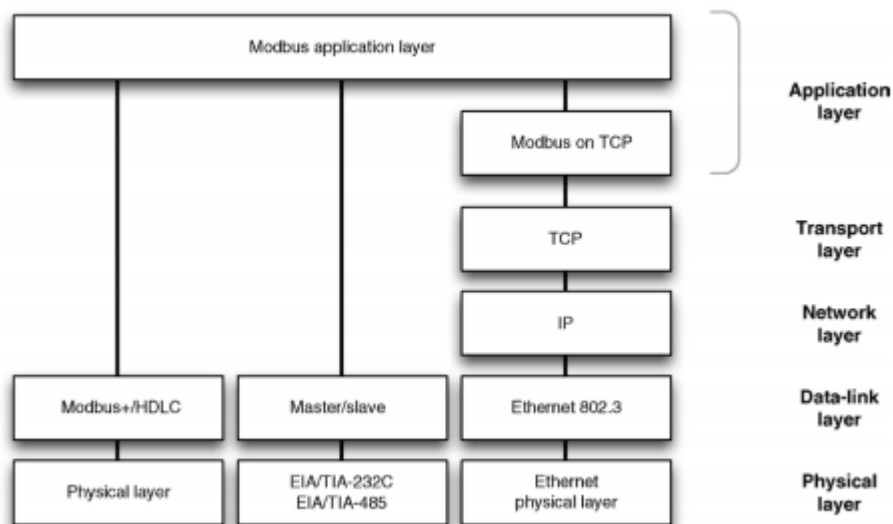 Modbus application layer
Application
layer
Modbus on TCP
TCP
Transport
layer
IP
Network
layer
Modbus+/HDLC
Master/slave
Ethernet 802.3
Data-link
layer
Physical layer
EIA/TIA-232C
EIA/TIA-485
Ethernet
physical layer
Physical
layer